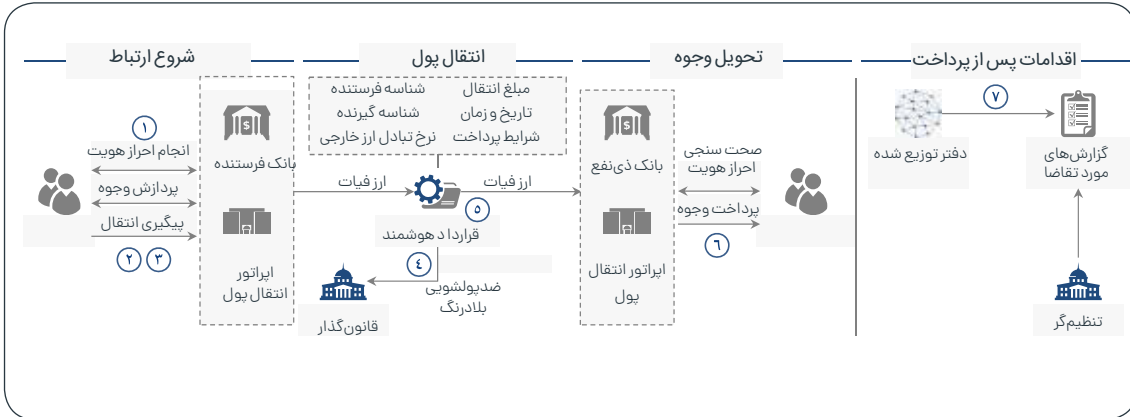 شروع ارتباط
انتقال پول
تحویل وجوه
اقدامات پس از پرداخت
۱
انجام احراز هویت
پردازش وجوه
پیگیری انتقال
۲
۳
بانک فرستنده
اپراتور
انتقال پول
شناسه فرستنده
شناسه گیرنده
نرخ تبادل ارز خارجی
مبلغ انتقال
تاریخ و زمان
شرایط پرداخت
ارز فیات
ارز فیات
۵
قرارداد هوشمند
۴
ضدپولشویی
بلادرنگ
قانون‌گذار
بانک ذی‌نفع
اپراتور انتقال
پول
صحت سنجی
احراز هویت
پرداخت وجوه
٦
۷
دفتر توزیع شده
گزارش‌های
مورد تقاضا
تنظیم‌گر